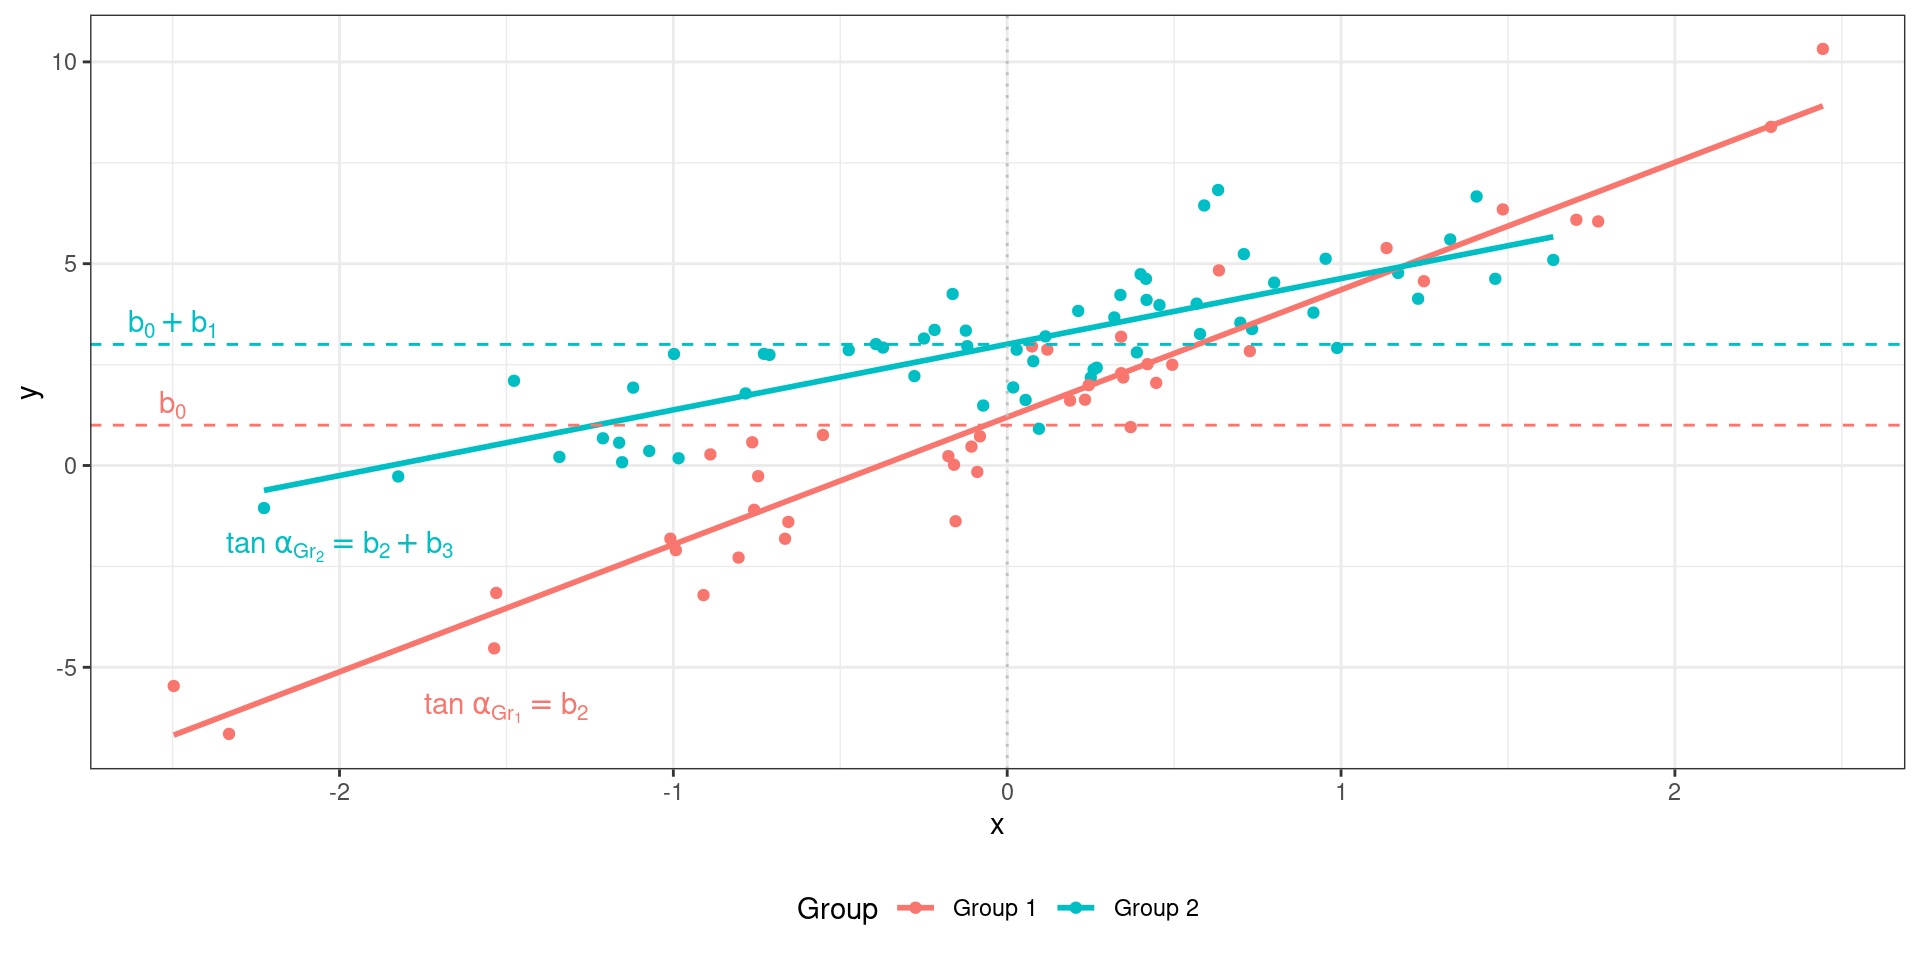 10
5
0
-5
y
b₀ + b₁
b₀
tan α_Gr₂ = b₂ + b₃
tan α_Gr₁ = b₂
-2 -1 0 1 2
x
Group Group 1 Group 2